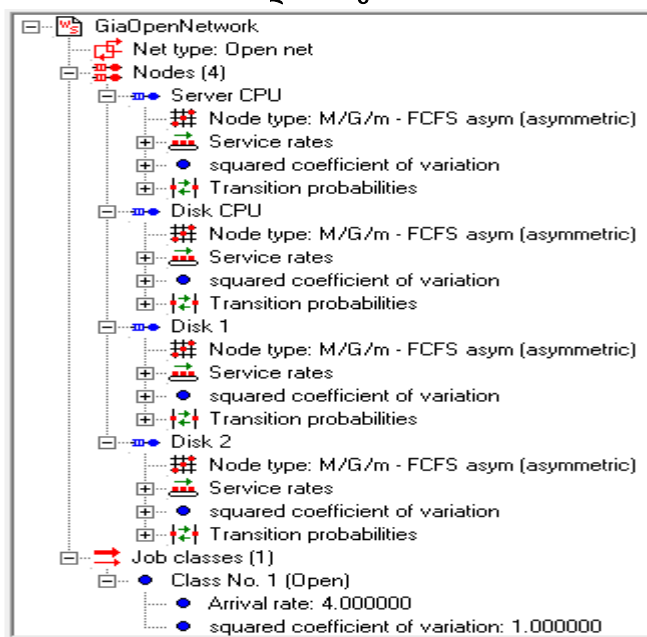 GiaOpenNetwork
Net type: Open net
Nodes (4)
Server CPU
Node type: M/G/m - FCFS asym (asymmetric)
Service rates
squared coefficient of variation
Transition probabilities
Disk CPU
Node type: M/G/m - FCFS asym (asymmetric)
Service rates
squared coefficient of variation
Transition probabilities
Disk 1
Node type: M/G/m - FCFS asym (asymmetric)
Service rates
squared coefficient of variation
Transition probabilities
Disk 2
Node type: M/G/m - FCFS asym (asymmetric)
Service rates
squared coefficient of variation
Transition probabilities
Job classes (1)
Class No. 1 (Open)
Arrival rate: 4.000000
squared coefficient of variation: 1.000000